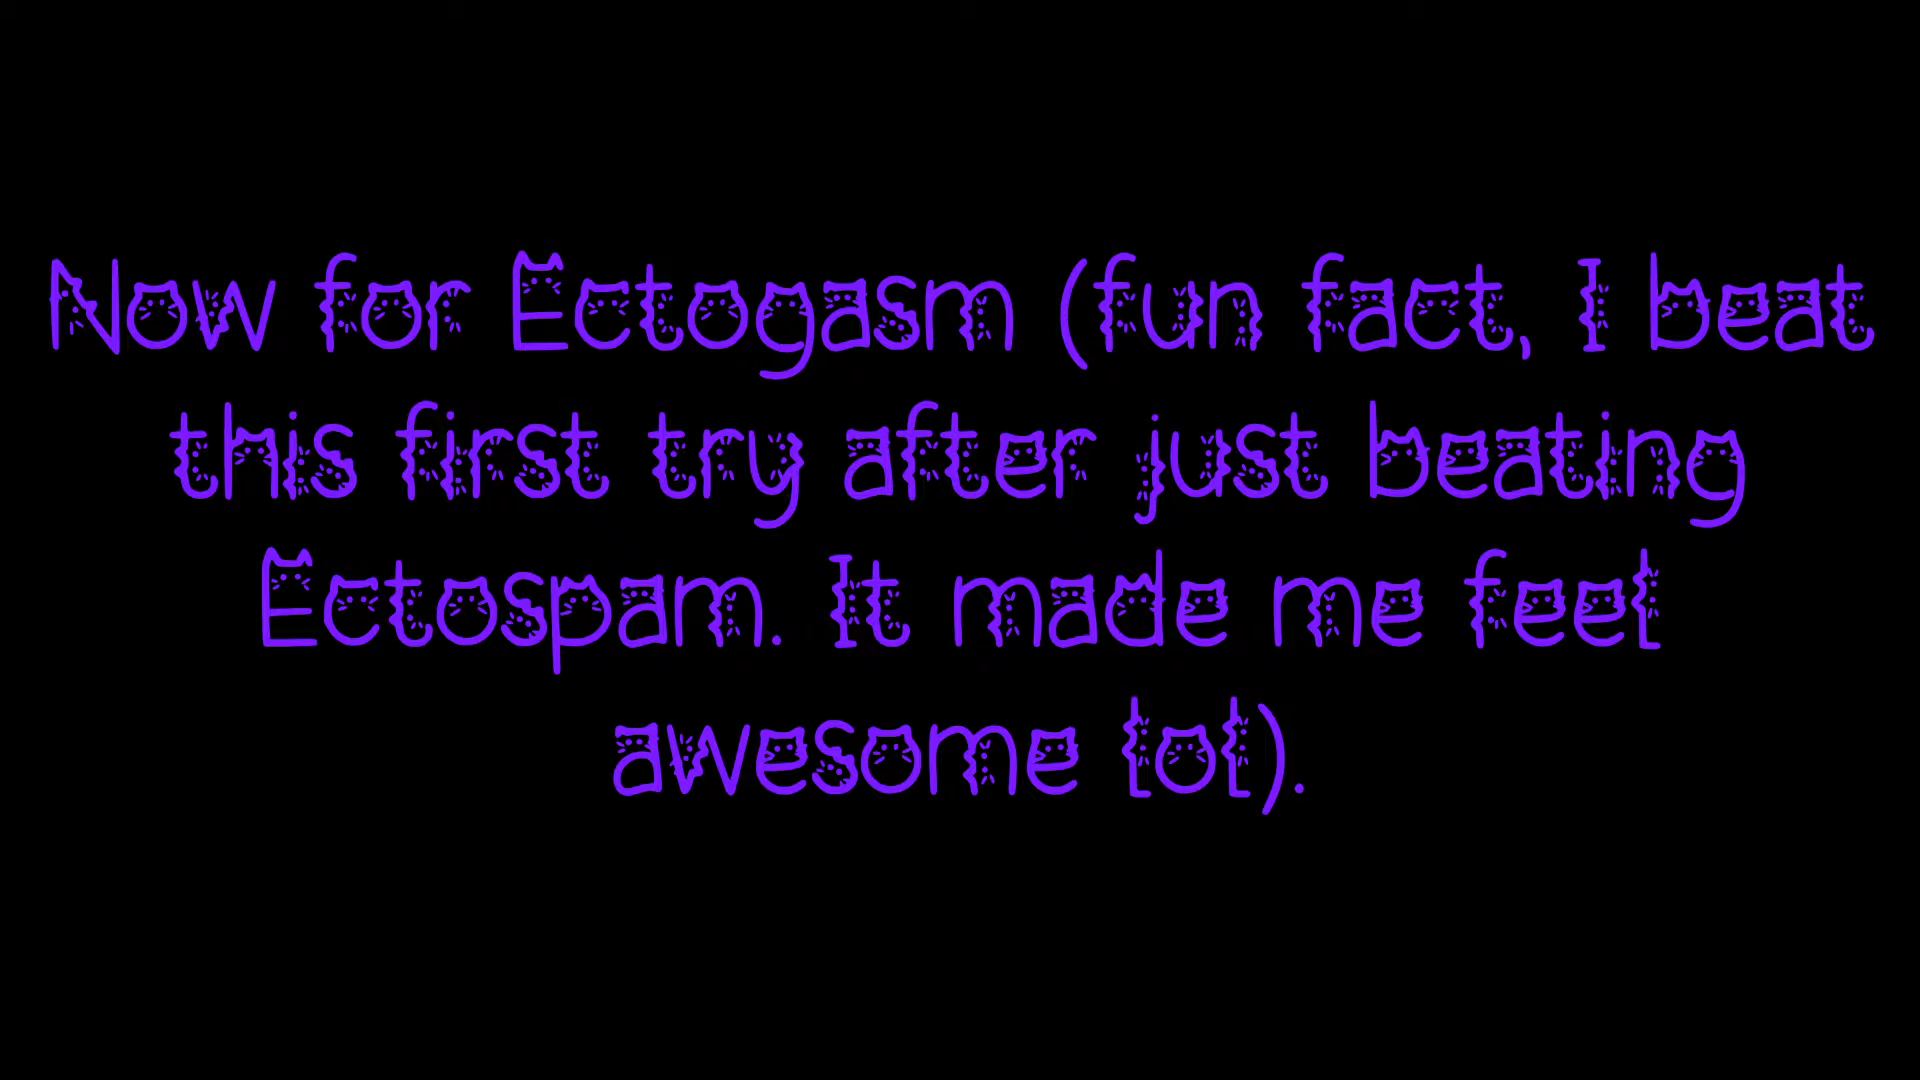 Now for Ectogasm (fun fact, I beat
this first try after just beating
Ectospam. It made me feel
awesome lol).